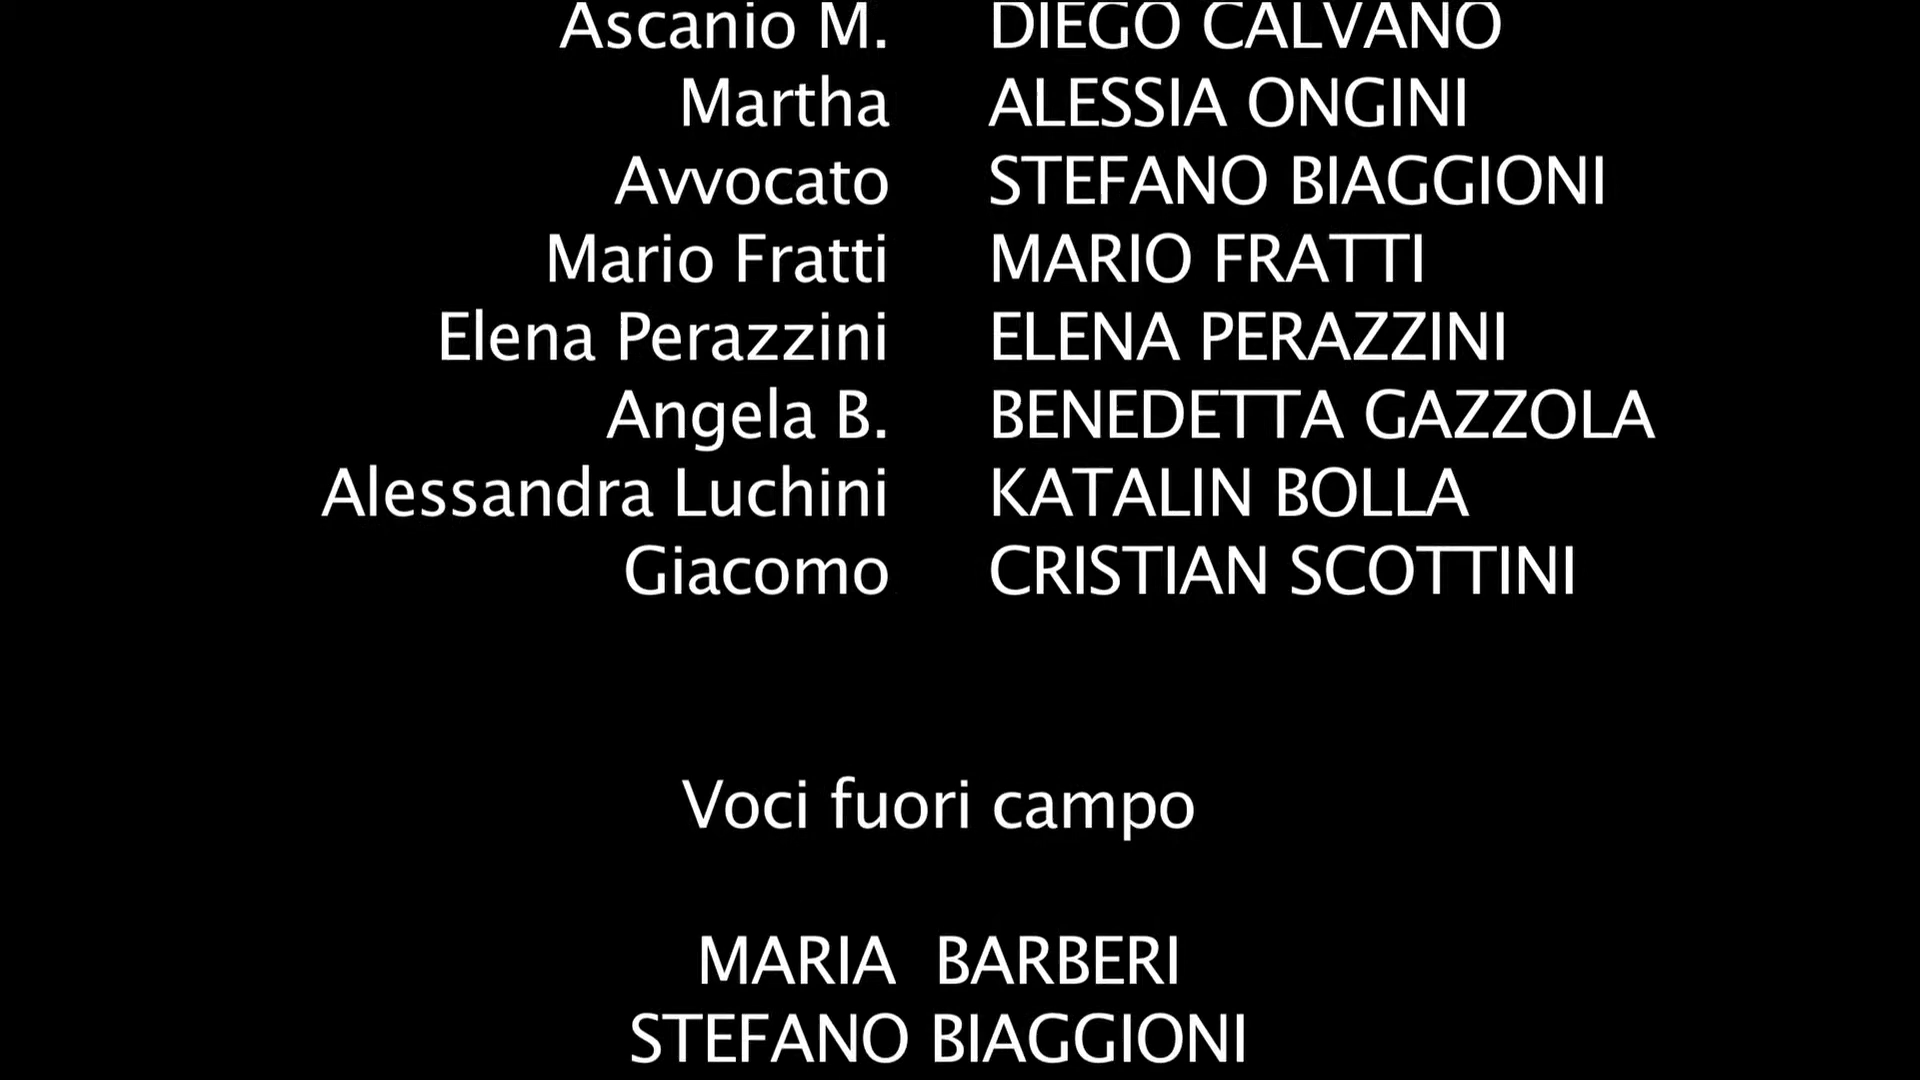 Ascanio M. DIEGO CALVANO
Martha ALESSIA ONGINI
Avvocato STEFANO BIAGGIONI
Mario Fratti MARIO FRATTI
Elena Perazzini ELENA PERAZZINI
Angela B. BENEDETTA GAZZOLA
Alessandra Luchini KATALIN BOLLA
Giacomo CRISTIAN SCOTTINI
Voci fuori campo
MARIA BARBERI
STEFANO BIAGGIONI